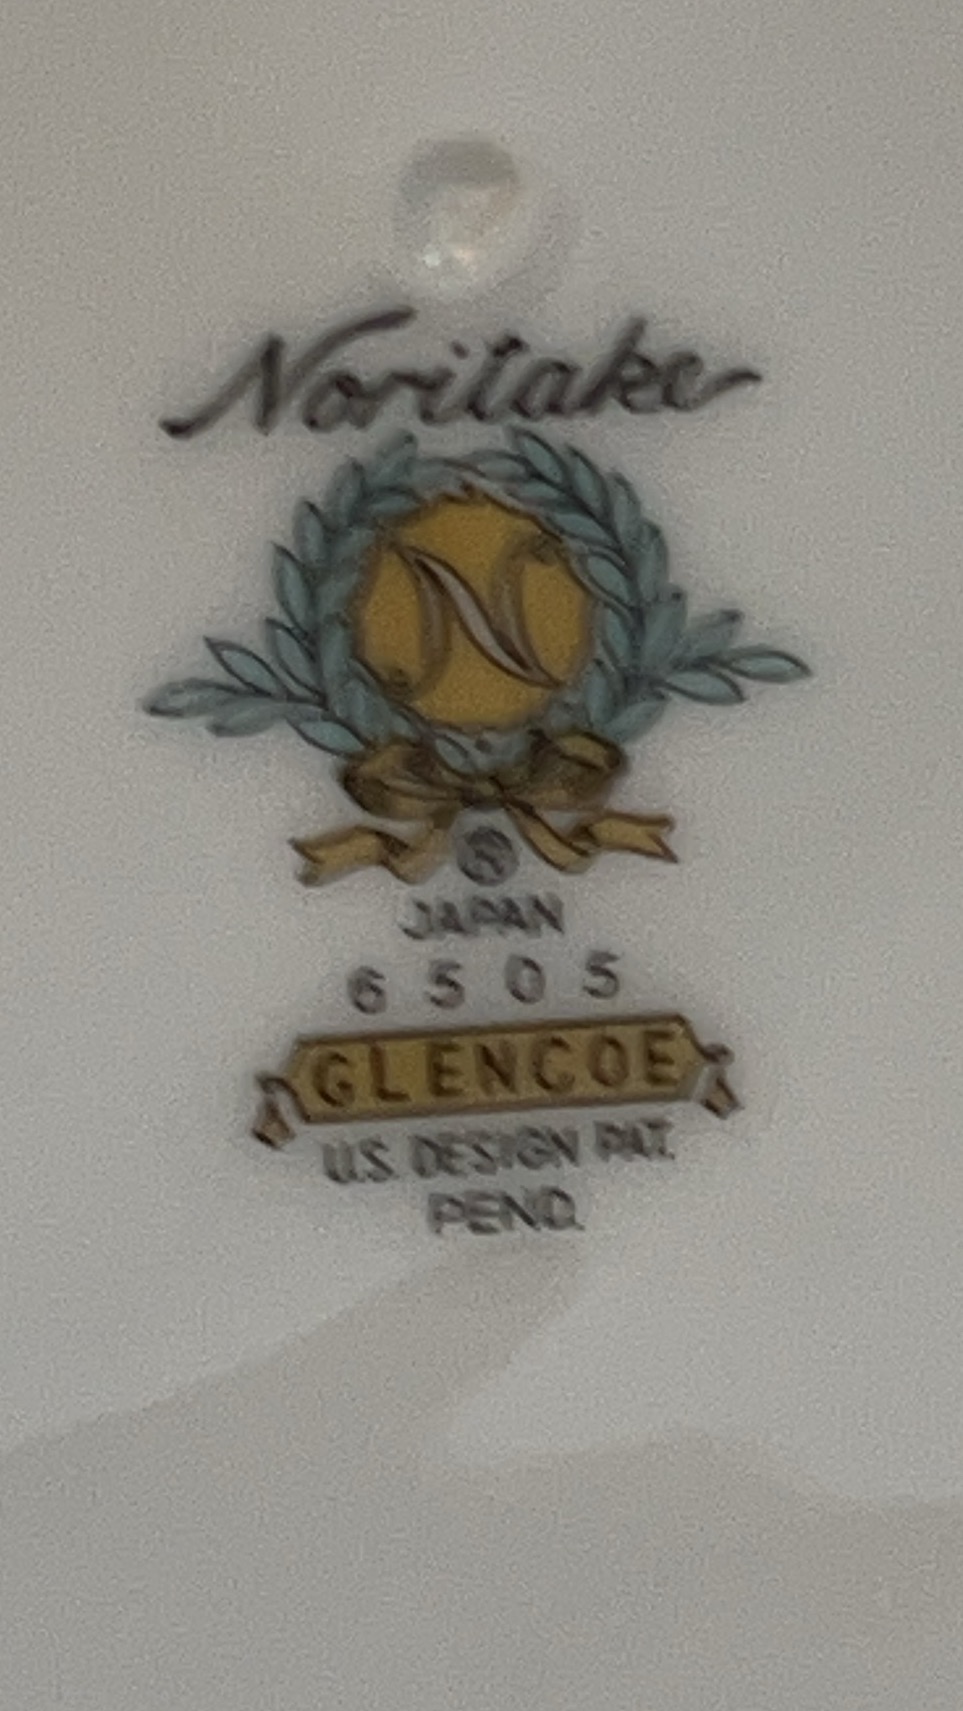 Noritake
N
®
JAPAN
6505
GLENCOE
U.S. DESIGN PAT.
PEND.